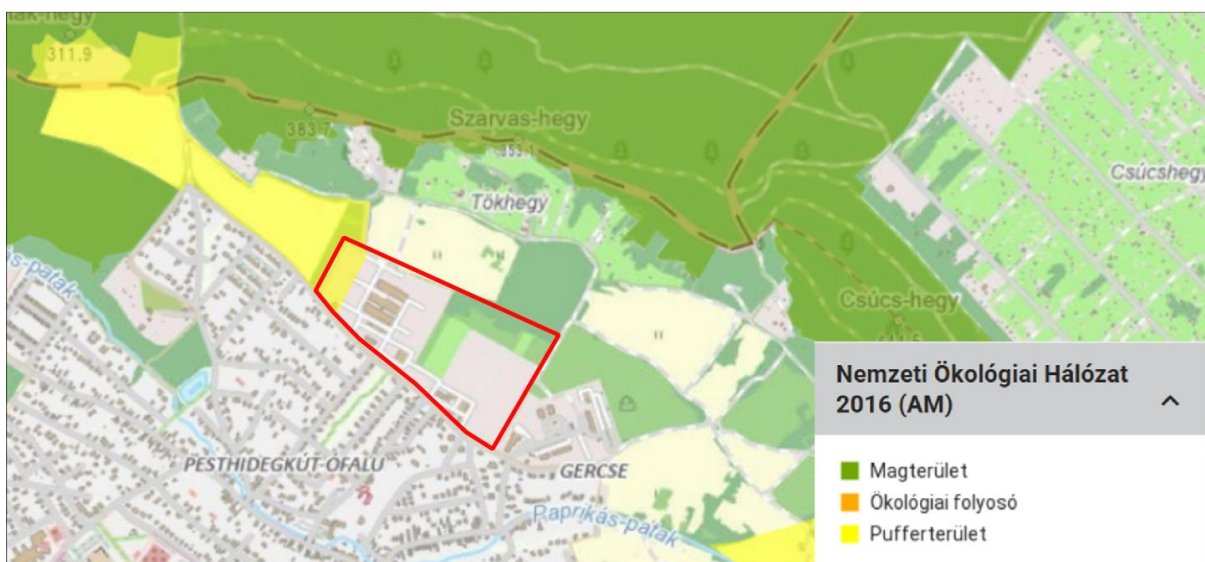 311.9
383.7
Szarvas-hegy
Tökhegy
Csúcshegy
Csúcs-hegy
PESTHIDEGKÚT-ÓFALU
GERCSE
Paprikás-patak
Nemzeti Ökológiai Hálózat
2016 (AM)
Magterület
Ökológiai folyosó
Pufferterület